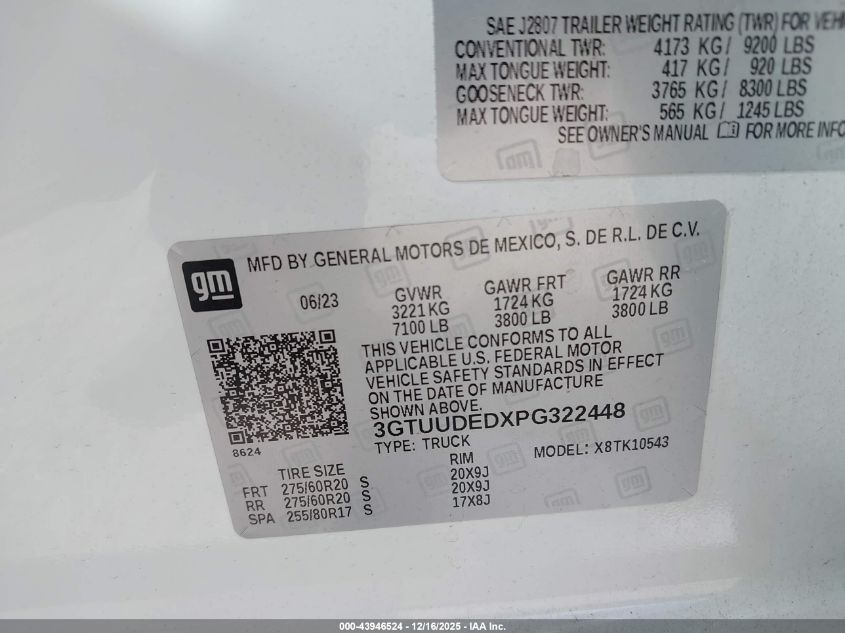 SAE J2807 TRAILER WEIGHT RATING (TWR) FOR
CONVENTIONAL TWR: 4173 KG/ 9200 LBS
MAX TONGUE WEIGHT: 417 KG/ 920 LBS
GOOSENECK TWR: 3765 KG/ 8300 LBS
MAX TONGUE WEIGHT: 565 KG/ 1245 LBS
SEE OWNER'S MANUAL FOR MORE
gm
MFD BY GENERAL MOTORS DE MEXICO, S. DE R.L. DE C.V.
06/23 GVWR GAWR FRT GAWR RR
3221 KG 1724 KG 1724 KG
7100 LB 3800 LB 3800 LB
THIS VEHICLE CONFORMS TO ALL
APPLICABLE U.S. FEDERAL MOTOR
VEHICLE SAFETY STANDARDS IN EFFECT
ON THE DATE OF MANUFACTURE
SHOWN ABOVE.
3GTUUDEDXPG322448
8624
TYPE: TRUCK MODEL: X8TK10543
TIRE SIZE RIM
FRT 275/60R20 S 20X9J
RR 275/60R20 S 20X9J
SPA 255/80R17 S 17X8J
000-43946524 - 12/16/2025 - IAA Inc.